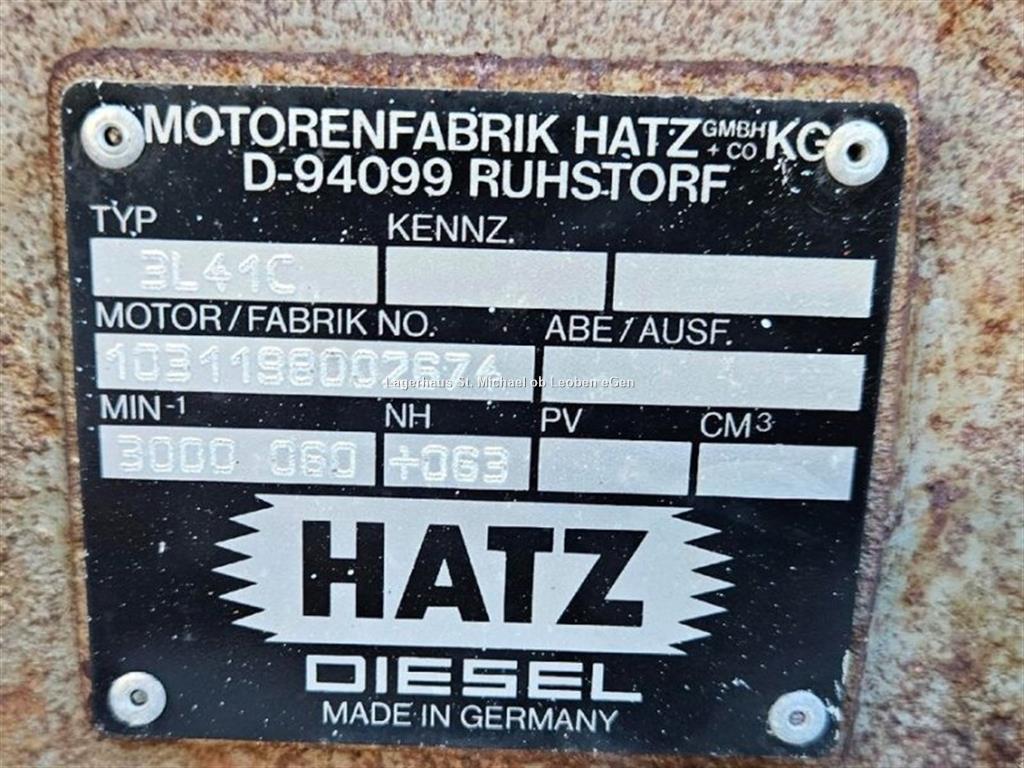 MOTORENFABRIK HATZ GMBH + CO KG
D-94099 RUHSTORF
TYP KENNZ.
3L41C
MOTOR/FABRIK NO. ABE/AUSF.
1031198002674
Lagerhaus St. Michael ob Leoben eGen
MIN-1 NH PV CM3
3000 060 +063
HATZ
DIESEL
MADE IN GERMANY